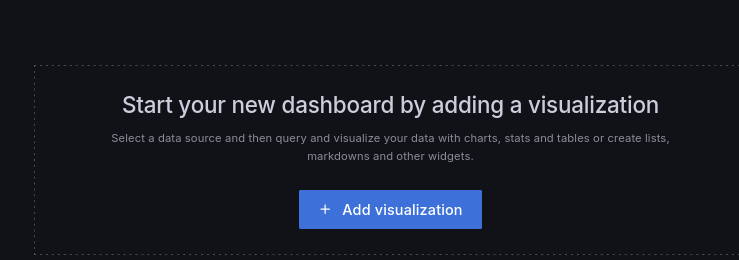 Start your new dashboard by adding a visualization
Select a data source and then query and visualize your data with charts, stats and tables or create lists,
markdowns and other widgets.
+ Add visualization